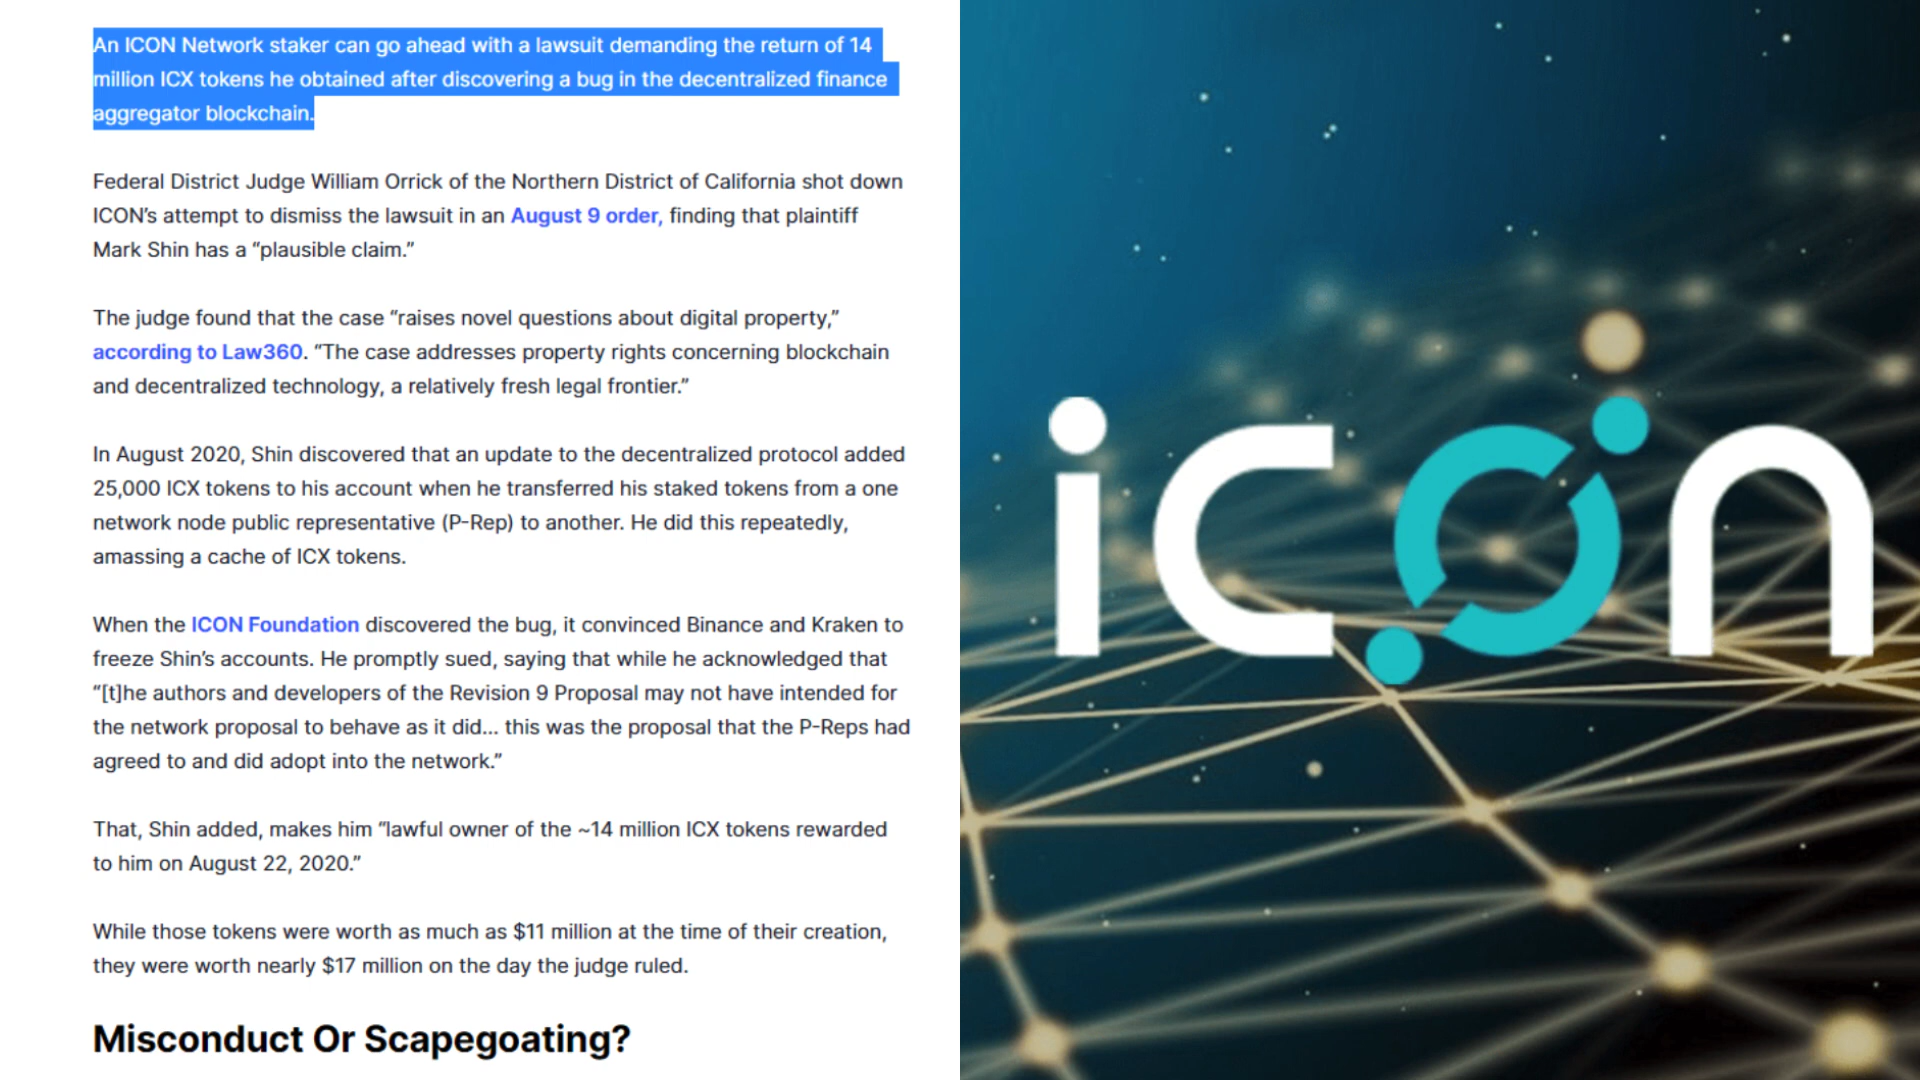 An ICON Network staker can go ahead with a lawsuit demanding the return of 14
million ICX tokens he obtained after discovering a bug in the decentralized finance
aggregator blockchain.
Federal District Judge William Orrick of the Northern District of California shot down
ICON’s attempt to dismiss the lawsuit in an August 9 order, finding that plaintiff
Mark Shin has a “plausible claim.”
The judge found that the case “raises novel questions about digital property,”
according to Law360. “The case addresses property rights concerning blockchain
and decentralized technology, a relatively fresh legal frontier.”
In August 2020, Shin discovered that an update to the decentralized protocol added
25,000 ICX tokens to his account when he transferred his staked tokens from a one
network node public representative (P-Rep) to another. He did this repeatedly,
amassing a cache of ICX tokens.
When the ICON Foundation discovered the bug, it convinced Binance and Kraken to
freeze Shin’s accounts. He promptly sued, saying that while he acknowledged that
“[t]he authors and developers of the Revision 9 Proposal may not have intended for
the network proposal to behave as it did... this was the proposal that the P-Reps had
agreed to and did adopt into the network.”
That, Shin added, makes him “lawful owner of the ~14 million ICX tokens rewarded
to him on August 22, 2020.”
While those tokens were worth as much as $11 million at the time of their creation,
they were worth nearly $17 million on the day the judge ruled.
Misconduct Or Scapegoating?
icon